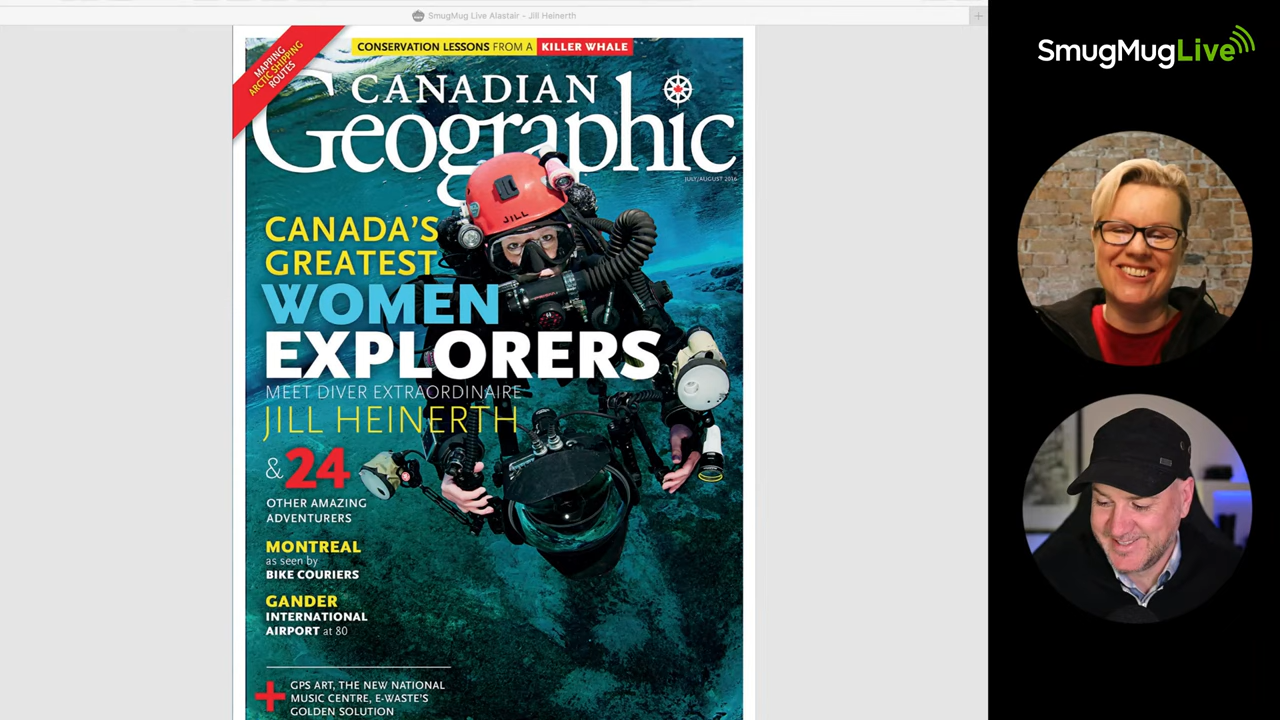 SmugMug Live Alastair - Jill Heinerth
SmugMugLive
MAPPING
ARCTIC SHIPPING
ROUTES
CONSERVATION LESSONS FROM A KILLER WHALE
CANADIAN
Geographic
JULY/AUGUST 2016
JILL
CANADA'S
GREATEST
WOMEN
EXPLORERS
MEET DIVER EXTRAORDINAIRE
JILL HEINERTH
& 24
OTHER AMAZING
ADVENTURERS
MONTREAL
as seen by
BIKE COURIERS
GANDER
INTERNATIONAL
AIRPORT at 80
+ GPS ART, THE NEW NATIONAL
MUSIC CENTRE, E-WASTE'S
GOLDEN SOLUTION